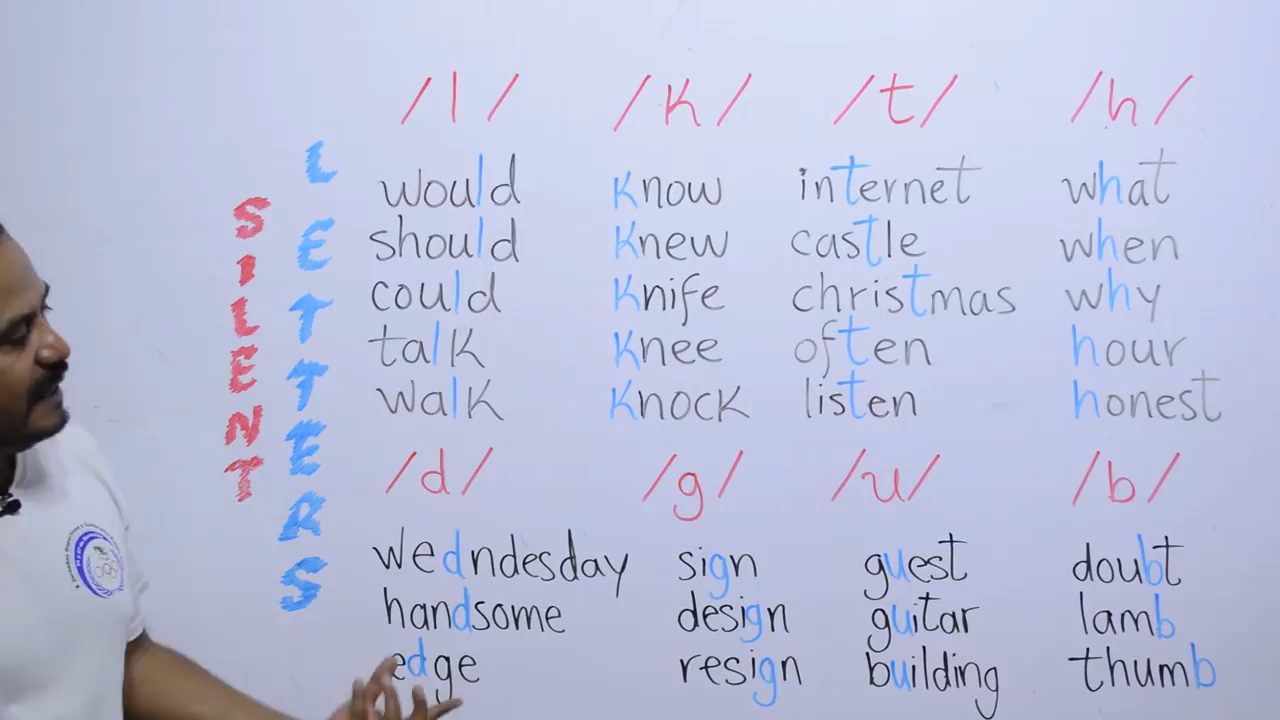 SILENT
LETTERS
/l/ /k/ /t/ /h/
would know internet what
should knew castle when
could knife christmas why
talk knee often hour
walk knock listen honest
/d/ /g/ /u/ /b/
wedndesday sign guest doubt
handsome design guitar lamb
edge resign building thumb